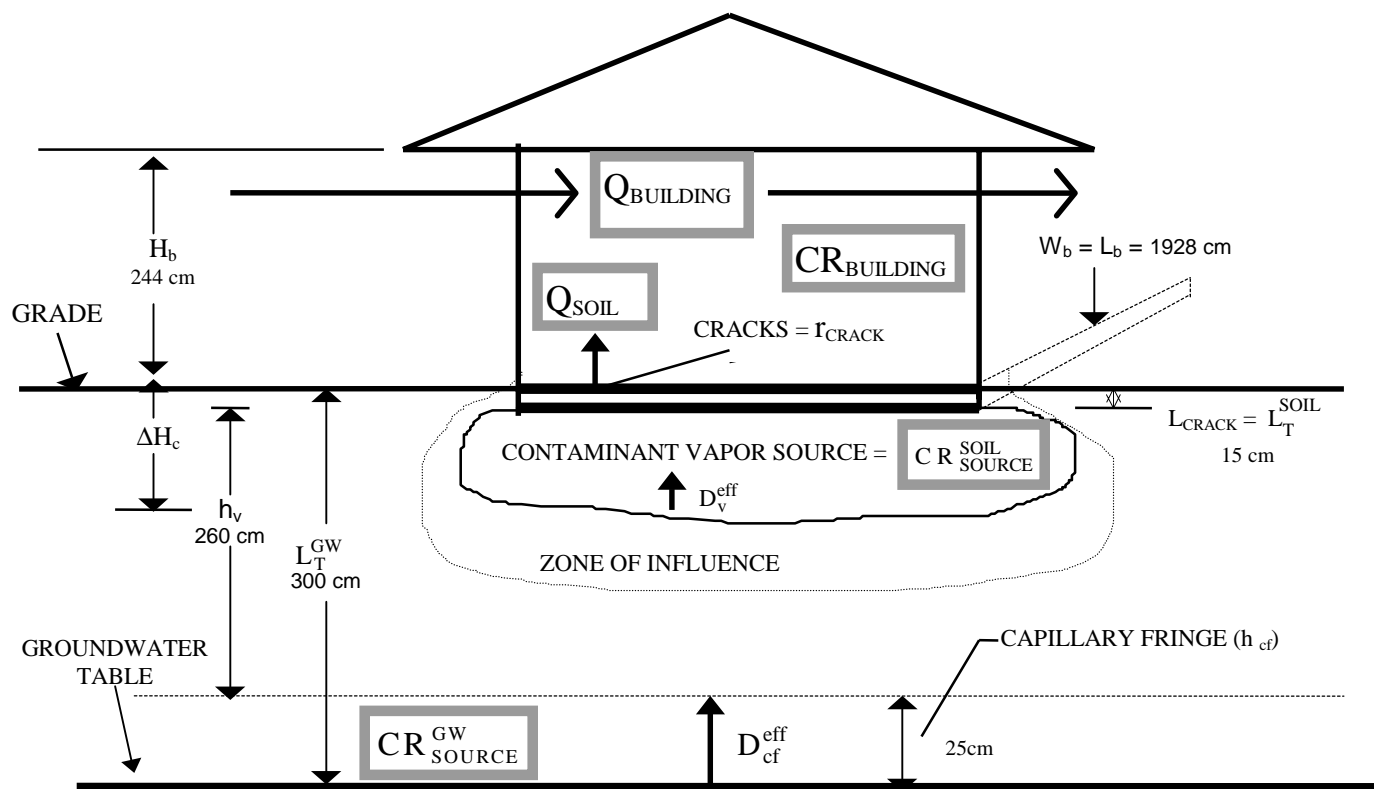 Q_BUILDING
H_b
244 cm
CR_BUILDING
W_b = L_b = 1928 cm
Q_SOIL
GRADE
CRACKS = r_CRACK
ΔH_c
L_CRACK = L_T^SOIL
15 cm
CONTAMINANT VAPOR SOURCE = CR_SOURCE^SOIL
D_v^eff
h_v
260 cm
L_T^GW
300 cm
ZONE OF INFLUENCE
GROUNDWATER
TABLE
CAPILLARY FRINGE (h_cf)
CR_SOURCE^GW
D_cf^eff
25cm